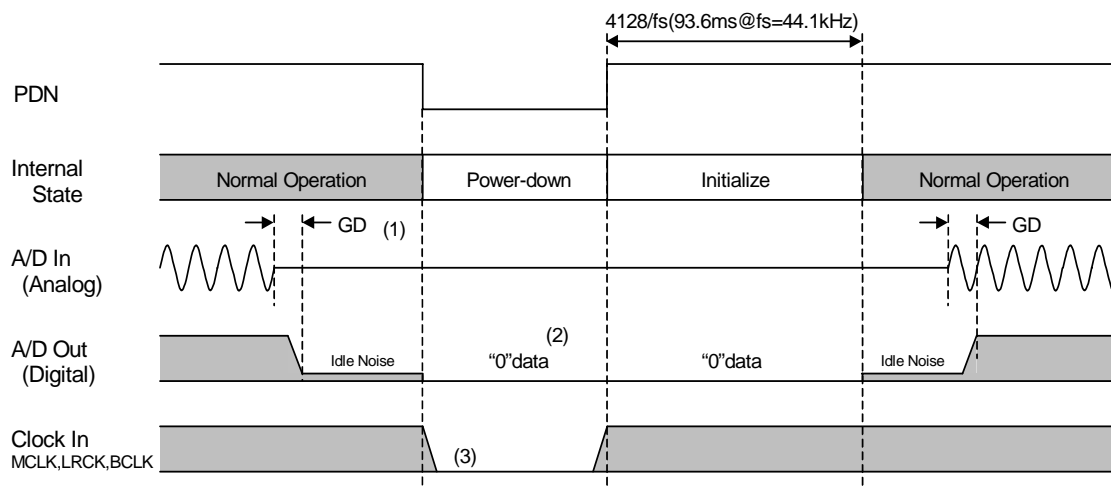 4128/fs(93.6ms@fs=44.1kHz)
PDN
Internal
State
Normal Operation
Power-down
Initialize
Normal Operation
GD
(1)
GD
A/D In
(Analog)
A/D Out
(Digital)
Idle Noise
(2)
“0”data
“0”data
Idle Noise
Clock In
MCLK,LRCK,BCLK
(3)